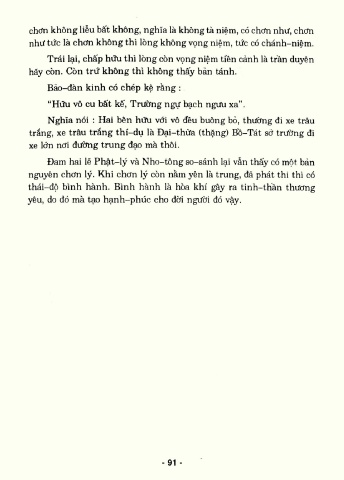 chơn không liễu bất không, nghĩa là không tà niệm, có chơn như, chơn
như tức là chơn không thì lòng không vọng niệm, tức có chánh–niệm.
Trái lại, chấp hữu thì lòng còn vọng niệm tiền cảnh là trần duyên
hãy còn. Còn trứ không thì không thấy bản tánh.
Bảo–đàn kinh có chép kệ rằng :
“Hữu vô cu bất kế, Trường ngự bạch ngưu xa”.
Nghĩa nói : Hai bên hữu với vô đều buông bỏ, thường đi xe trâu
trắng, xe trâu trắng thí–dụ là Đại–thừa (thặng) Bồ–Tát sở trường đi
xe lớn nơi đường trung đạo mà thôi.
Đam hai lẽ Phật–lý và Nho–tông so–sánh lại vẫn thấy có một bản
nguyên chơn lý. Khi chơn lý còn nằm yên là trung, đã phát thi thì có
thái–độ bình hành. Bình hành là hòa khí gây ra tinh–thần thương
yêu, do đó mà tạo hạnh–phúc cho đời người đó vậy.
- 91 -